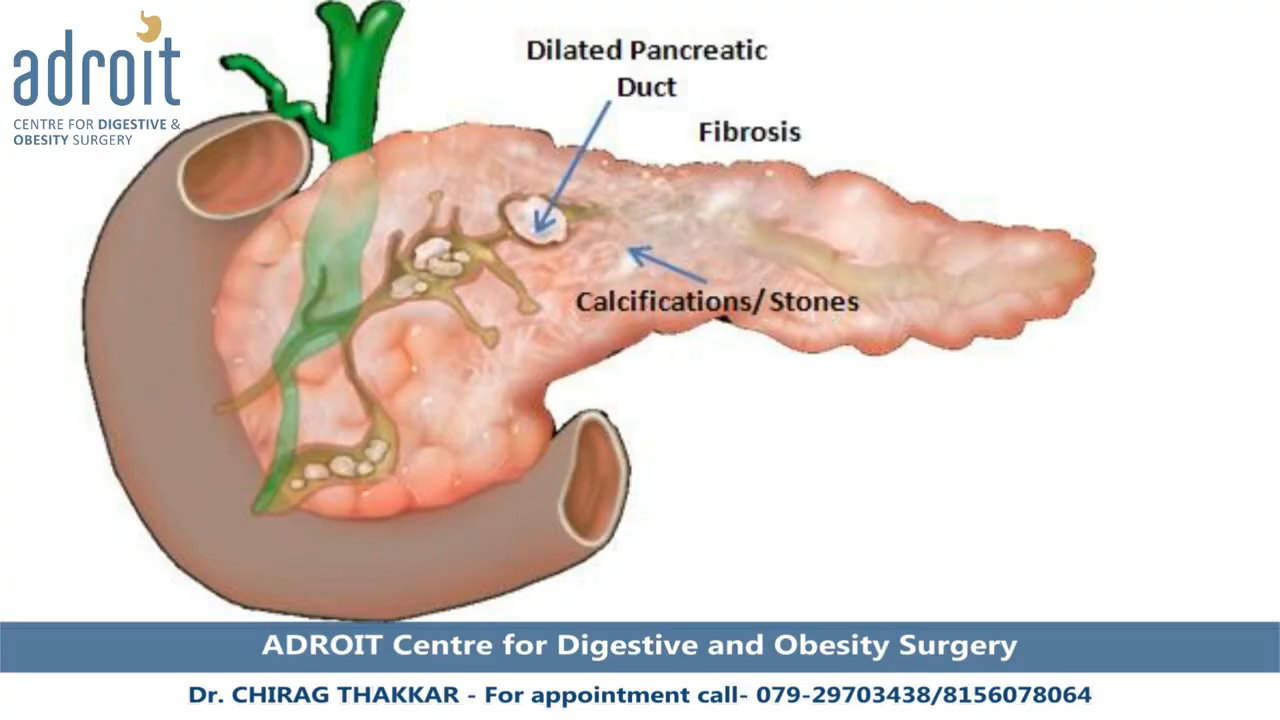 adroit
CENTRE FOR DIGESTIVE &
OBESITY SURGERY
Dilated Pancreatic
Duct
Fibrosis
Calcifications/ Stones
ADROIT Centre for Digestive and Obesity Surgery
Dr. CHIRAG THAKKAR - For appointment call- 079-29703438/8156078064